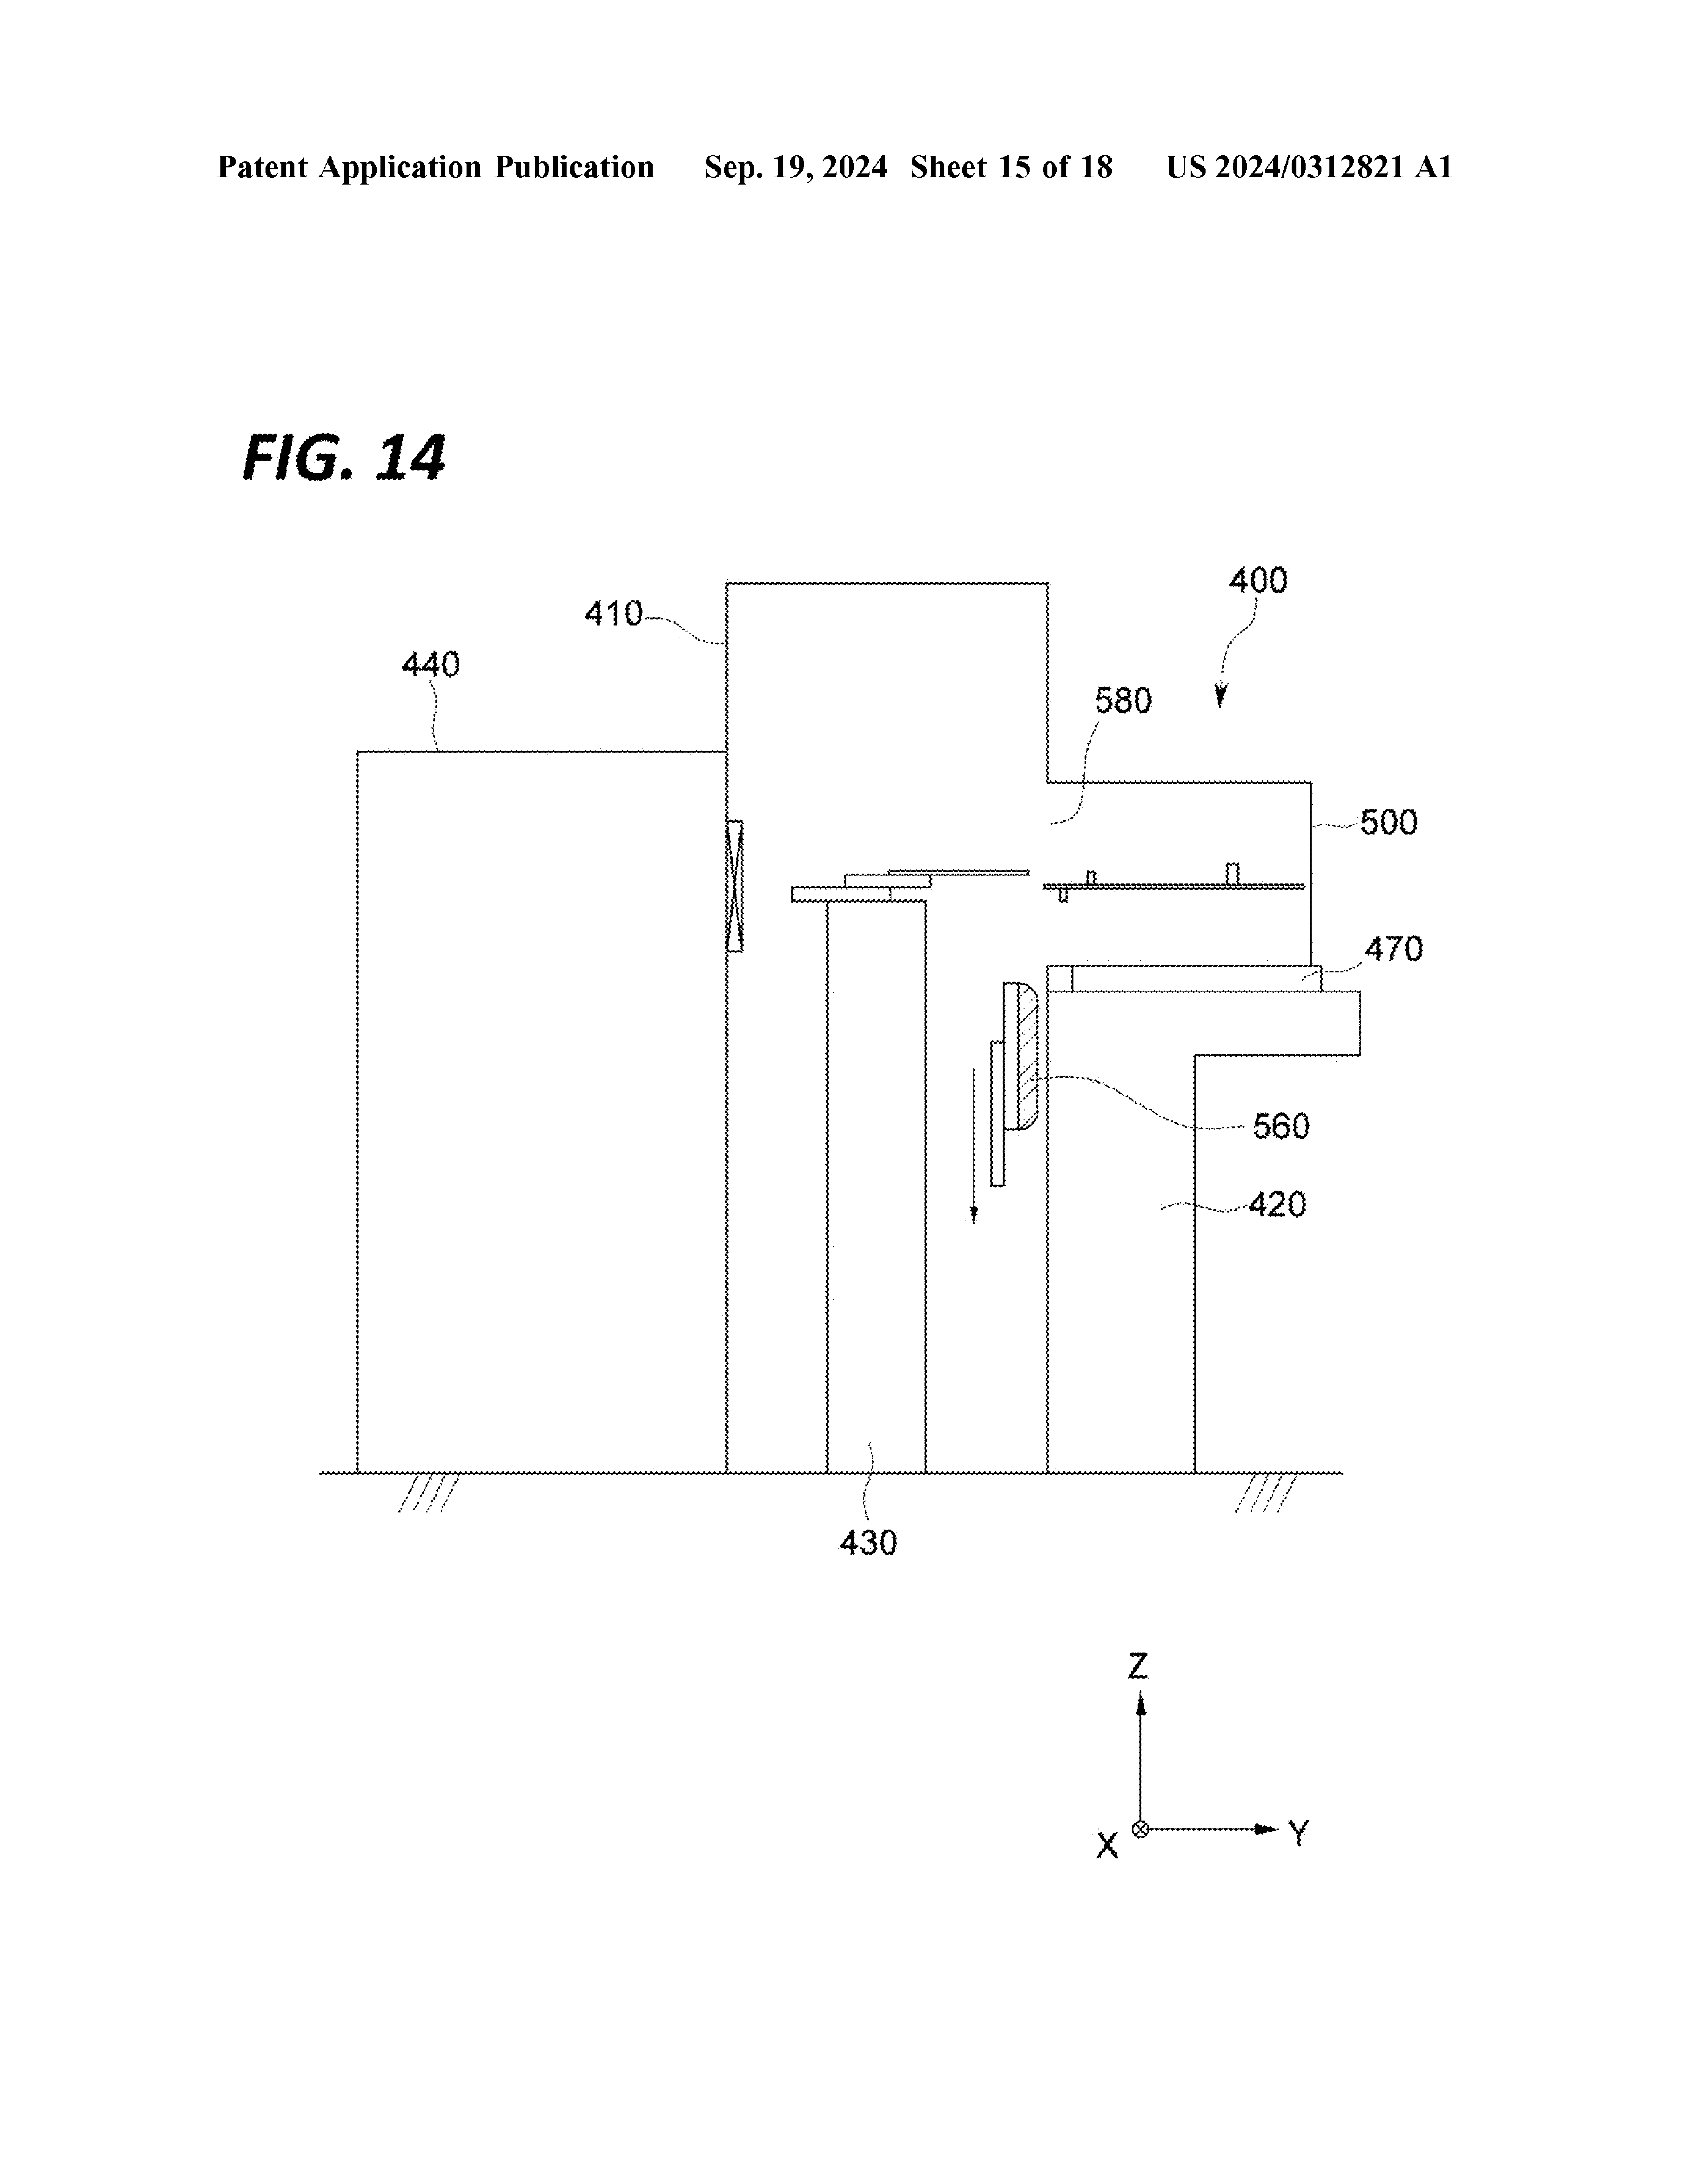 Patent Application Publication Sep. 19, 2024 Sheet 15 of 18 US 2024/0312821 A1
FIG. 14
400
410
440
580
500
470
560
420
430
Z
X
Y